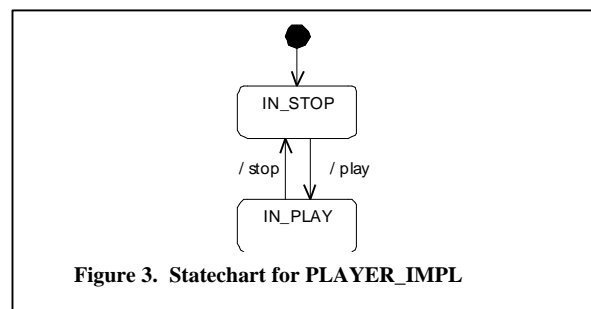 IN_STOP
/ stop
/ play
IN_PLAY
Figure 3. Statechart for PLAYER_IMPL